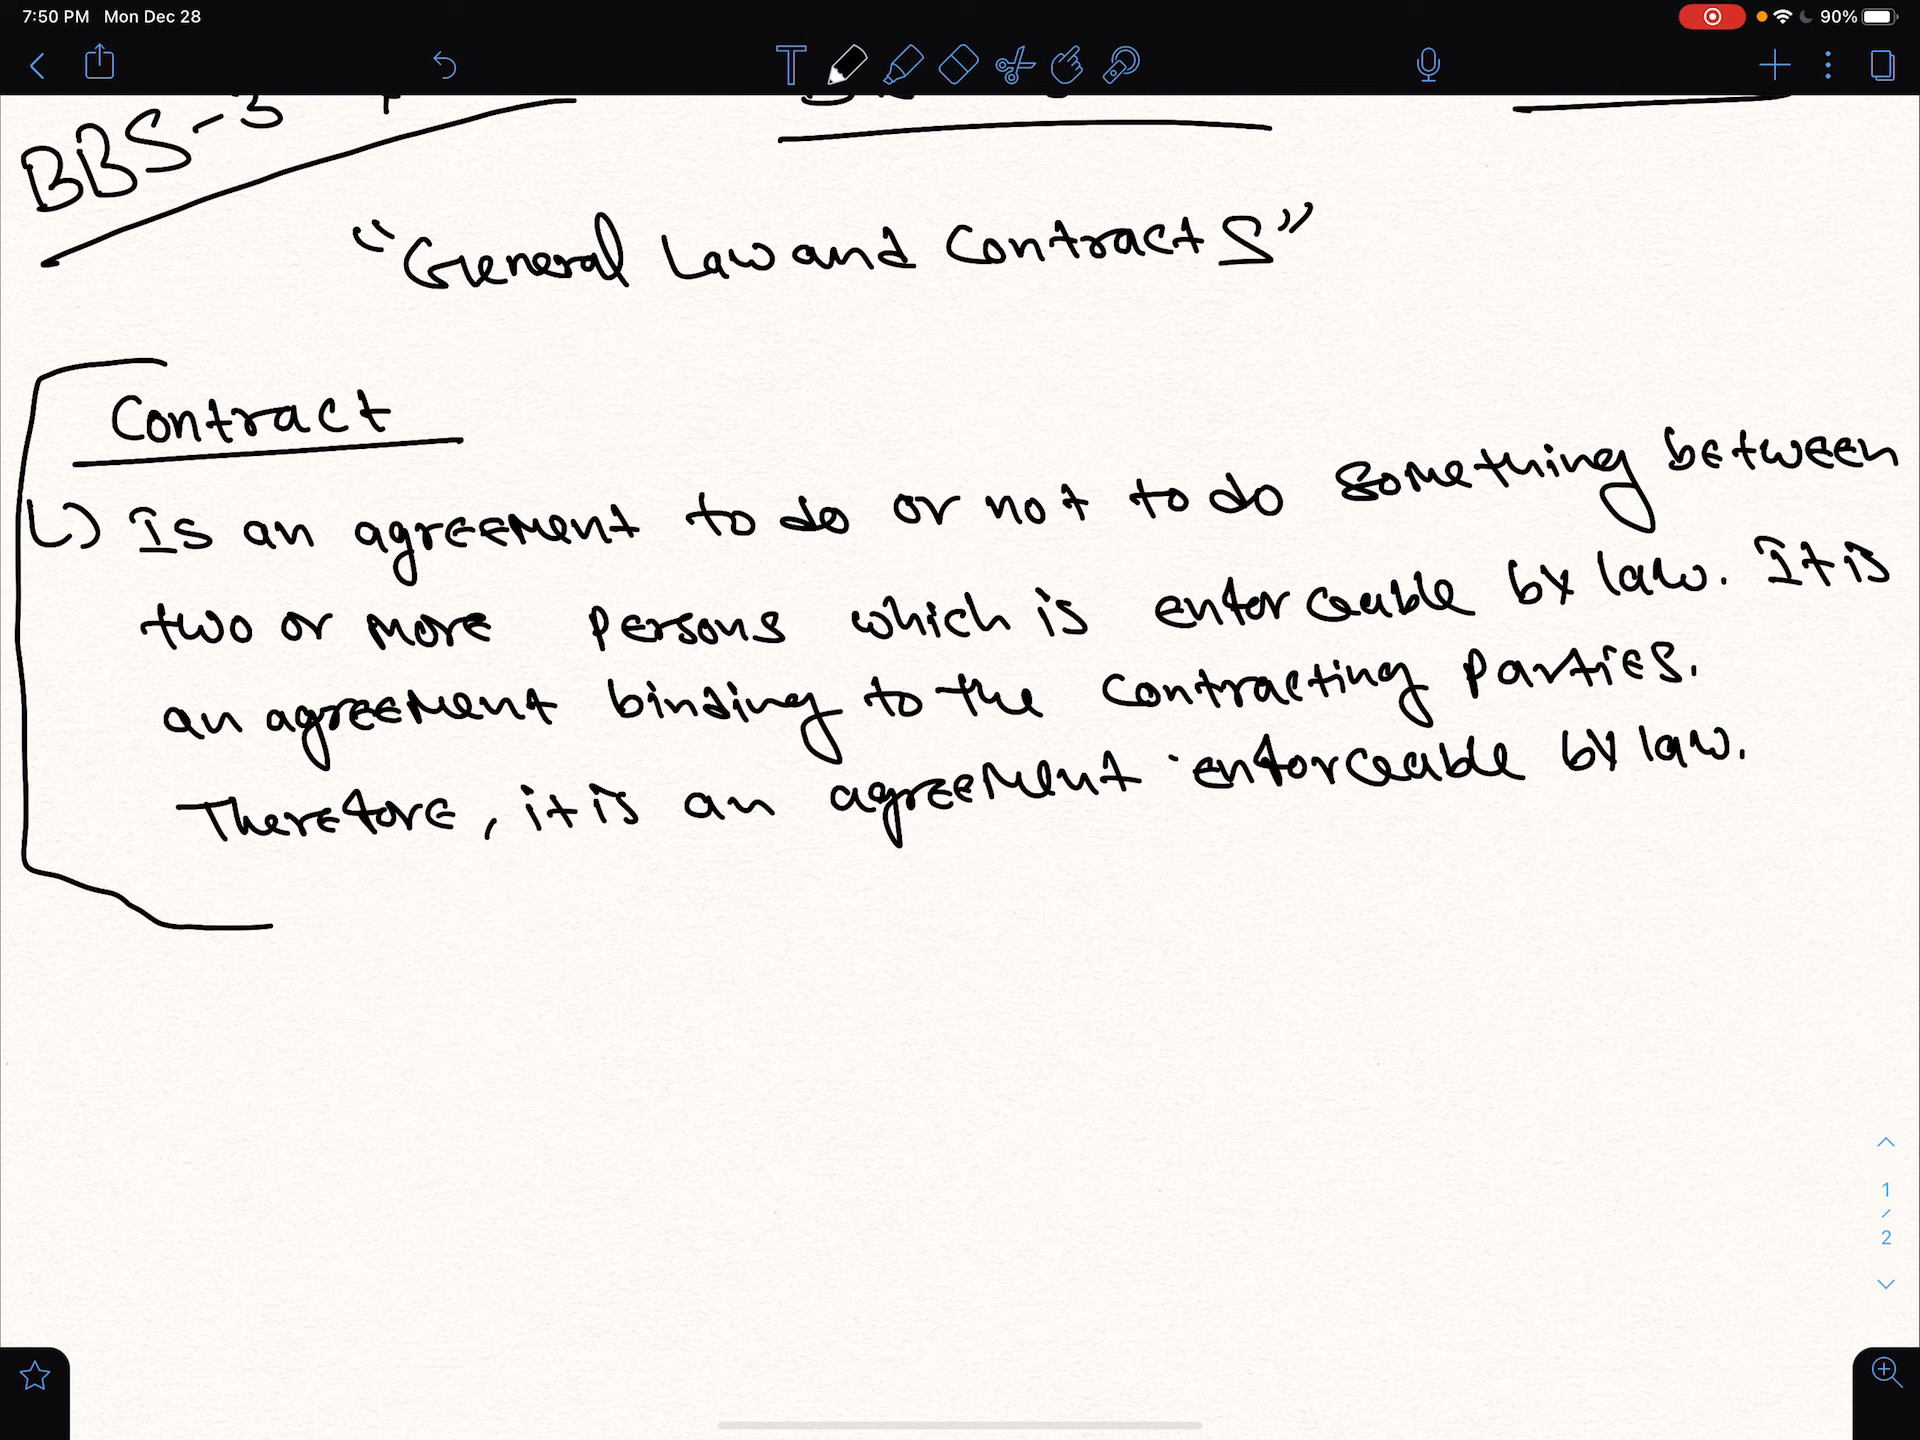 7:50 PM Mon Dec 28
90%
BBS-3
"General Law and Contracts"
Contract
Is an agreement to do or not to do something between
two or more persons which is enforceable by law. It is
an agreement binding to the contracting parties.
Therefore, it is an agreement enforceable by law.
1
/
2